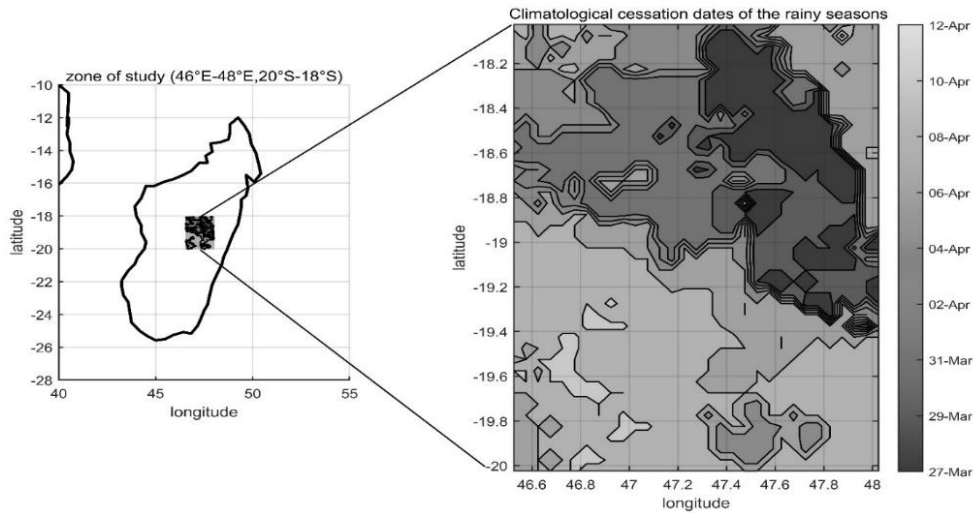 Climatological cessation dates of the rainy seasons
zone of study (46°E-48°E,20°S-18°S)
-10
-12
-14
-16
-18
-20
-22
-24
-26
-28
latitude
40
45
50
55
longitude
-18.2
-18.4
-18.6
-18.8
-19
-19.2
-19.4
-19.6
-19.8
-20
latitude
46.6
46.8
47
47.2
47.4
47.6
47.8
48
longitude
12-Apr
10-Apr
08-Apr
06-Apr
04-Apr
02-Apr
31-Mar
29-Mar
27-Mar